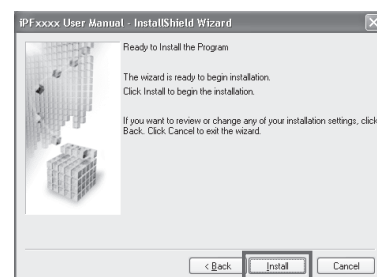 iPFxxxx User Manual - InstallShield Wizard
Ready to Install the Program
The wizard is ready to begin installation.
Click Install to begin the installation.
If you want to review or change any of your installation settings, click
Back. Click Cancel to exit the wizard.
< Back
Install
Cancel